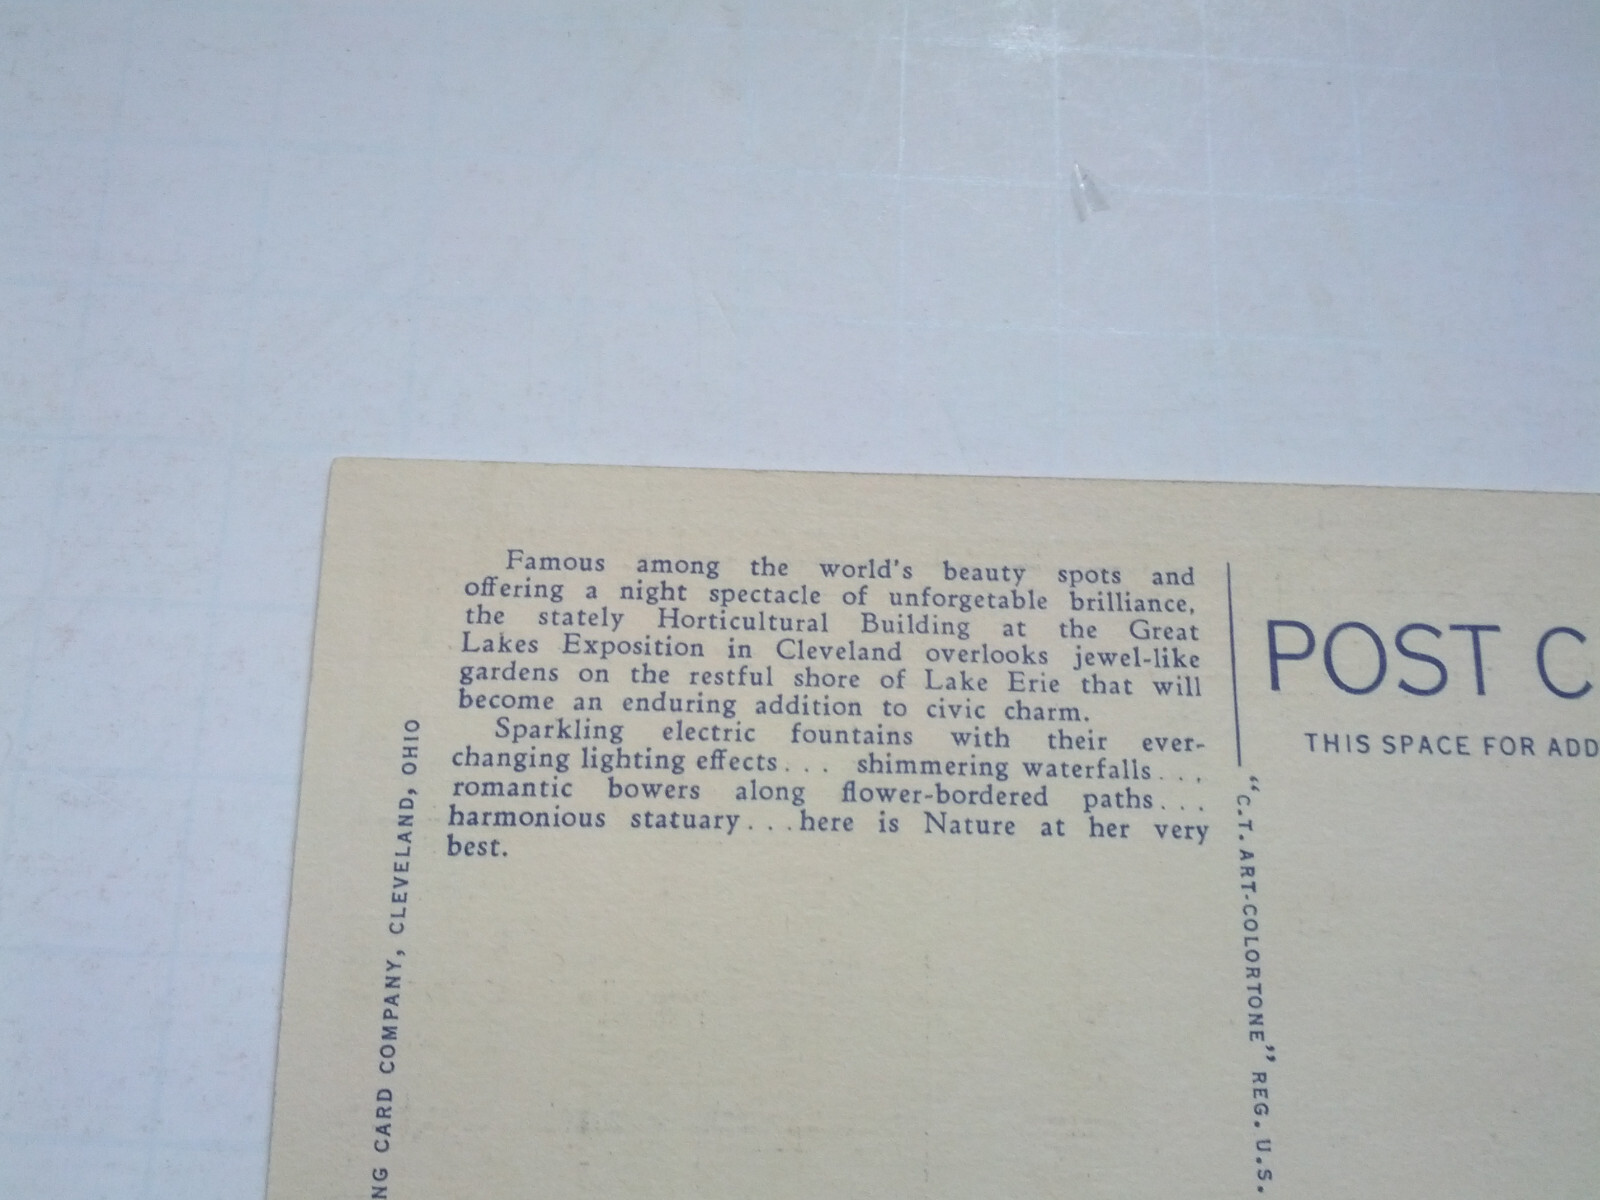 Famous among the world's beauty spots and
offering a night spectacle of unforgetable brilliance,
the stately Horticultural Building at the Great
Lakes Exposition in Cleveland overlooks jewel-like
gardens on the restful shore of Lake Erie that will
become an enduring addition to civic charm.
Sparkling electric fountains with their ever-
changing lighting effects... shimmering waterfalls...
romantic bowers along flower-bordered paths...
harmonious statuary...here is Nature at her very
best.
POST C
THIS SPACE FOR ADD
NG CARD COMPANY, CLEVELAND, OHIO
"C.T. ART-COLORTONE" REG. U.S.